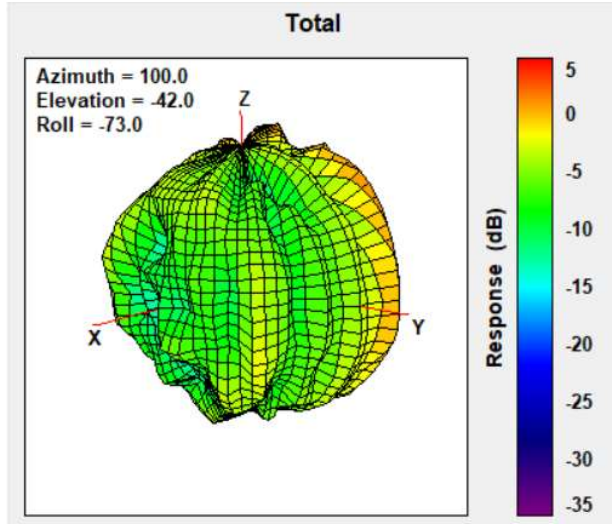 Total
Azimuth = 100.0
Elevation = -42.0
Roll = -73.0
Z
X
Y
Response (dB)
5
0
-5
-10
-15
-20
-25
-30
-35